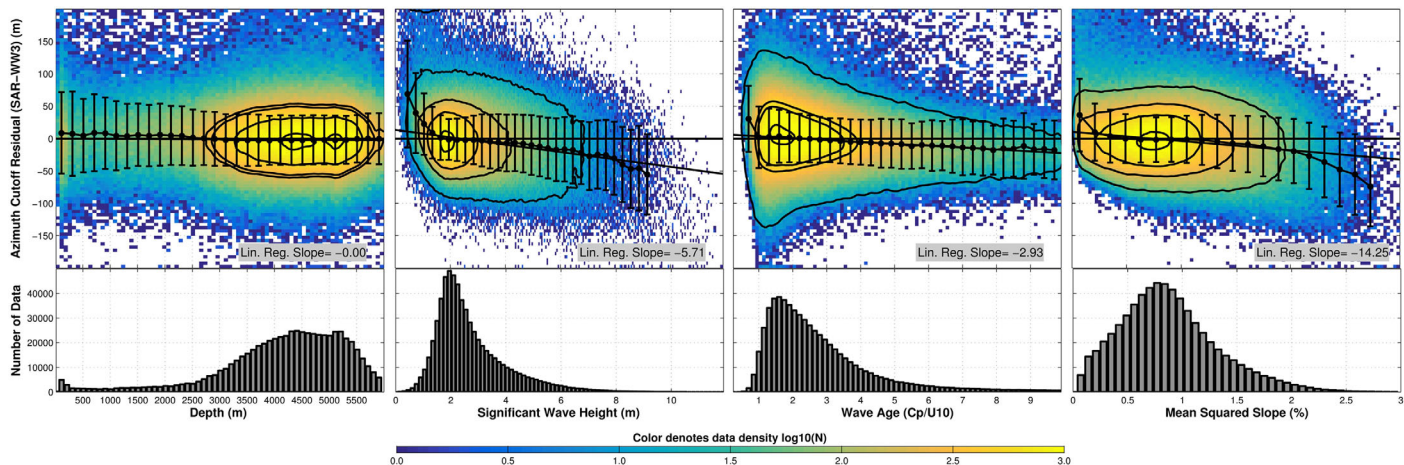 Azimuth Cutoff Residual (SAR-WW3) (m)
150
100
50
0
−50
−100
−150
Lin. Reg. Slope= −0.00
Lin. Reg. Slope= −5.71
Lin. Reg. Slope= −2.93
Lin. Reg. Slope= −14.25
Number of Data
40000
30000
20000
10000
0
500 1000 1500 2000 2500 3000 3500 4000 4500 5000 5500
0 2 4 6 8 10
1 2 3 4 5 6 7 8 9
0 0.5 1 1.5 2 2.5 3
Depth (m)
Significant Wave Height (m)
Wave Age (Cp/U10)
Mean Squared Slope (%)
Color denotes data density log10(N)
0.0 0.5 1.0 1.5 2.0 2.5 3.0